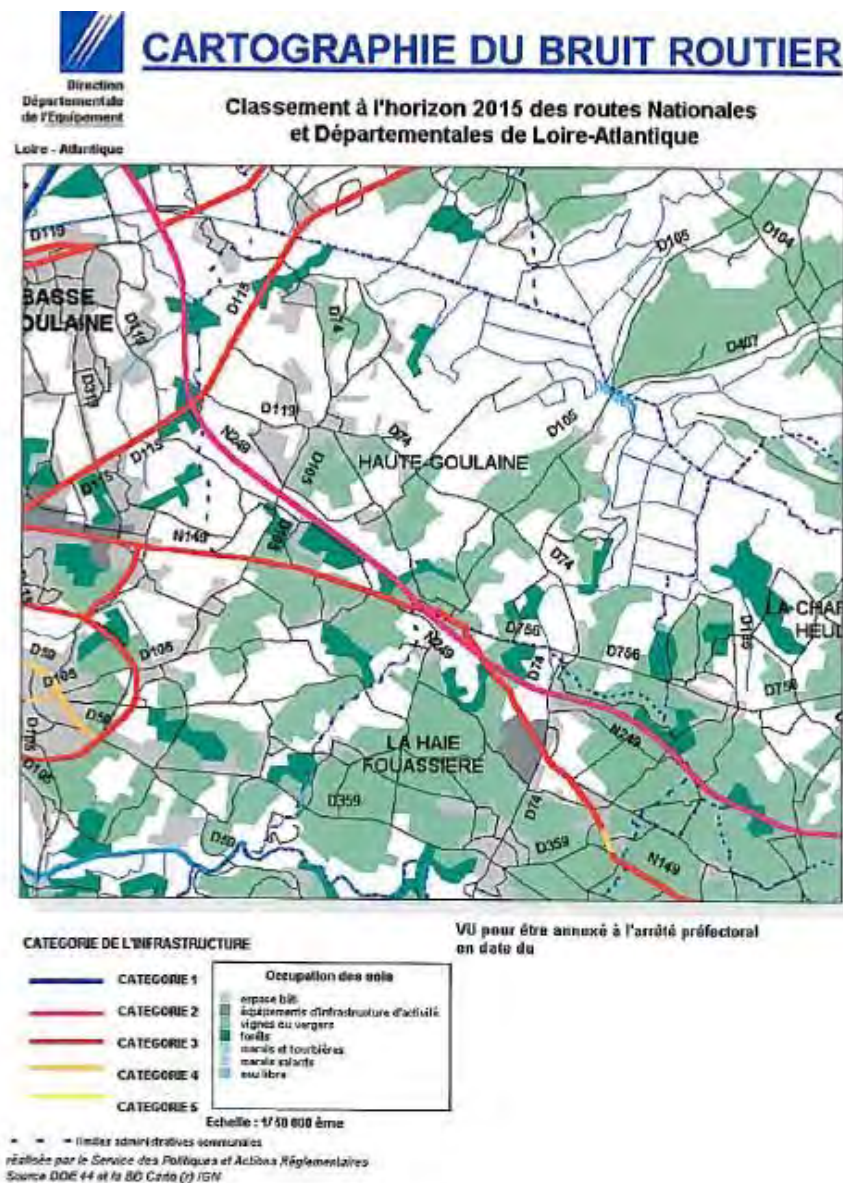 CARTOGRAPHIE DU BRUIT ROUTIER
Direction
Départementale
de l'Equipement
Loire - Atlantique
Classement à l'horizon 2015 des routes Nationales
et Départementales de Loire-Atlantique
D119
D105
D104
BASSE
OULAINE
D119
D115
D74
D407
D319
D119
D74
D105
N249
D105
HAUTE-GOULAINE
D115
D115
N149
D74
LA CHAP
HEUL
D59
D105
D105
N249
D756
D74
D756
D756
D59
D105
D105
LA HAIE
FOUASSIERE
N249
D359
D74
D59
D359
N149
CATEGORIE DE L'INFRASTRUCTURE
CATEGORIE 1
CATEGORIE 2
CATEGORIE 3
CATEGORIE 4
CATEGORIE 5
Occupation des sols
espace bâti
équipements d'infrastructure d'activité
vignes ou vergers
forêts
marais et tourbières
marais salants
eau libre
Echelle : 1/50 000 ème
VU pour être annexé à l'arrêté préfectoral
en date du
limites administratives communales
réalisée par le Service des Politiques et Actions Réglementaires
Source DDE 44 et la BD Carto (r) IGN